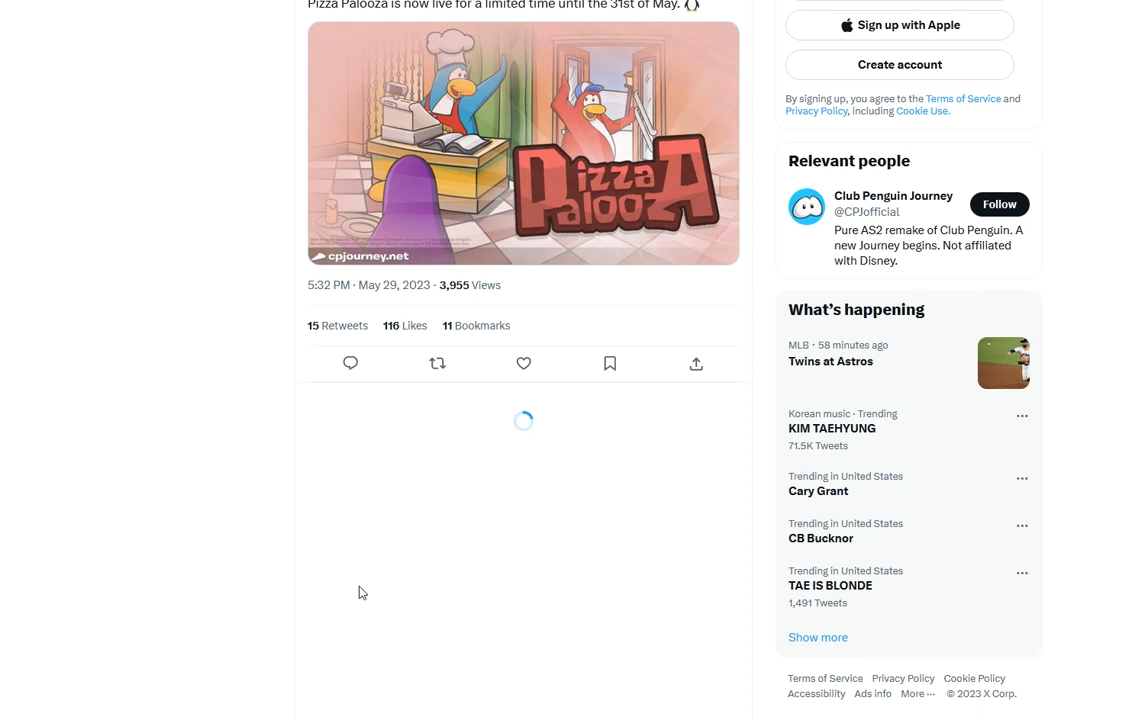 Pizza Palooza is now live for a limited time until the 31st of May.
Pizza
PaloozA
cpjourney.net
5:32 PM · May 29, 2023 · 3,955 Views
15 Retweets 116 Likes 11 Bookmarks
Sign up with Apple
Create account
By signing up, you agree to the Terms of Service and
Privacy Policy, including Cookie Use.
Relevant people
Club Penguin Journey
@CPJofficial
Follow
Pure AS2 remake of Club Penguin. A
new Journey begins. Not affiliated
with Disney.
What's happening
MLB · 58 minutes ago
Twins at Astros
Korean music · Trending
KIM TAEHYUNG
71.5K Tweets
Trending in United States
Cary Grant
Trending in United States
CB Bucknor
Trending in United States
TAE IS BLONDE
1,491 Tweets
Show more
Terms of Service Privacy Policy Cookie Policy
Accessibility Ads info More ··· © 2023 X Corp.